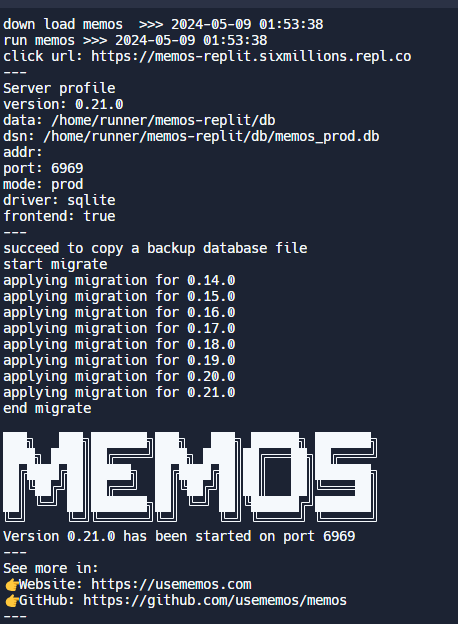 down load memos  >>> 2024-05-09 01:53:38
run memos >>> 2024-05-09 01:53:38
click url: https://memos-replit.sixmillions.repl.co
---
Server profile
version: 0.21.0
data: /home/runner/memos-replit/db
dsn: /home/runner/memos-replit/db/memos_prod.db
addr:
port: 6969
mode: prod
driver: sqlite
frontend: true
---
succeed to copy a backup database file
start migrate
applying migration for 0.14.0
applying migration for 0.15.0
applying migration for 0.16.0
applying migration for 0.17.0
applying migration for 0.18.0
applying migration for 0.19.0
applying migration for 0.20.0
applying migration for 0.21.0
end migrate
MEMOS
Version 0.21.0 has been started on port 6969
---
See more in:
👉Website: https://usememos.com
👉GitHub: https://github.com/usememos/memos
---